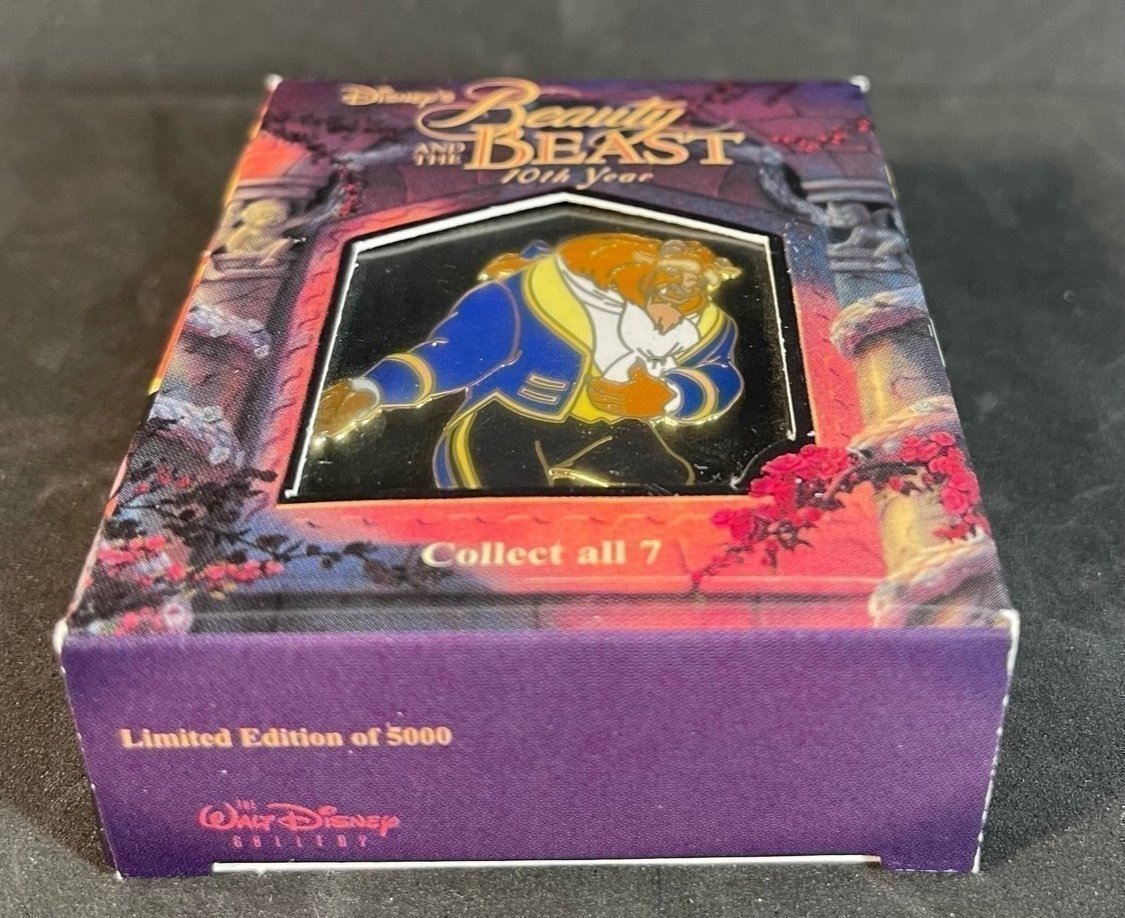 Disney's
Beauty
AND THE BEAST
10th Year
Collect all 7
Limited Edition of 5000
THE
WALT DISNEY
GALLERY